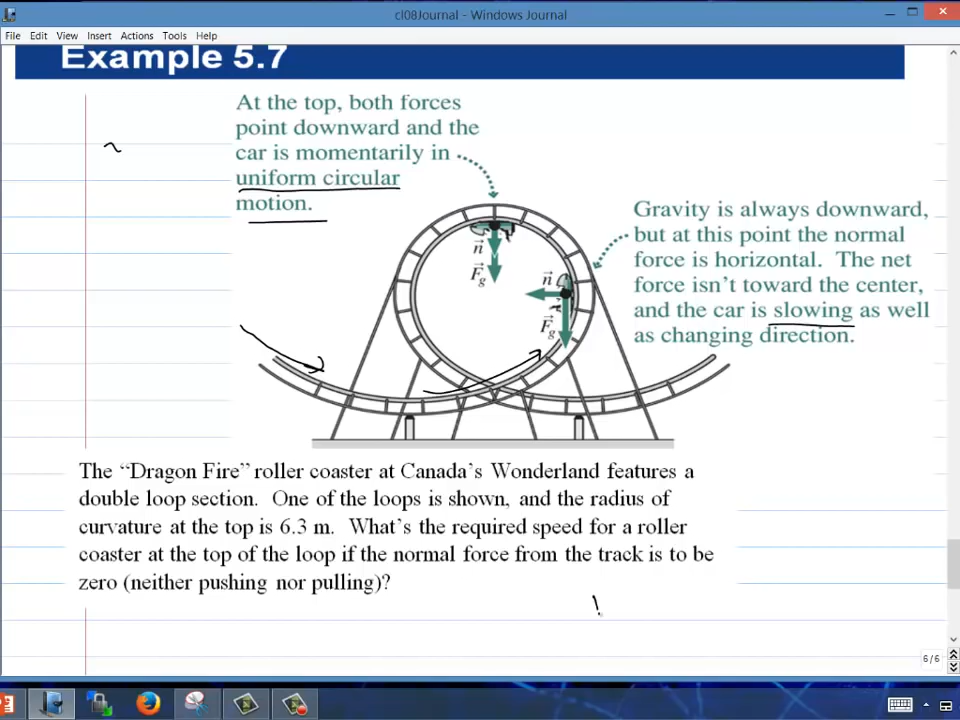 cl08Journal - Windows Journal
File Edit View Insert Actions Tools Help
Example 5.7
At the top, both forces
point downward and the
car is momentarily in
uniform circular
motion.
Gravity is always downward,
but at this point the normal
force is horizontal. The net
force isn't toward the center,
and the car is slowing as well
as changing direction.
n
Fg
n
Fg
The “Dragon Fire” roller coaster at Canada’s Wonderland features a
double loop section. One of the loops is shown, and the radius of
curvature at the top is 6.3 m. What’s the required speed for a roller
coaster at the top of the loop if the normal force from the track is to be
zero (neither pushing nor pulling)?
6/6